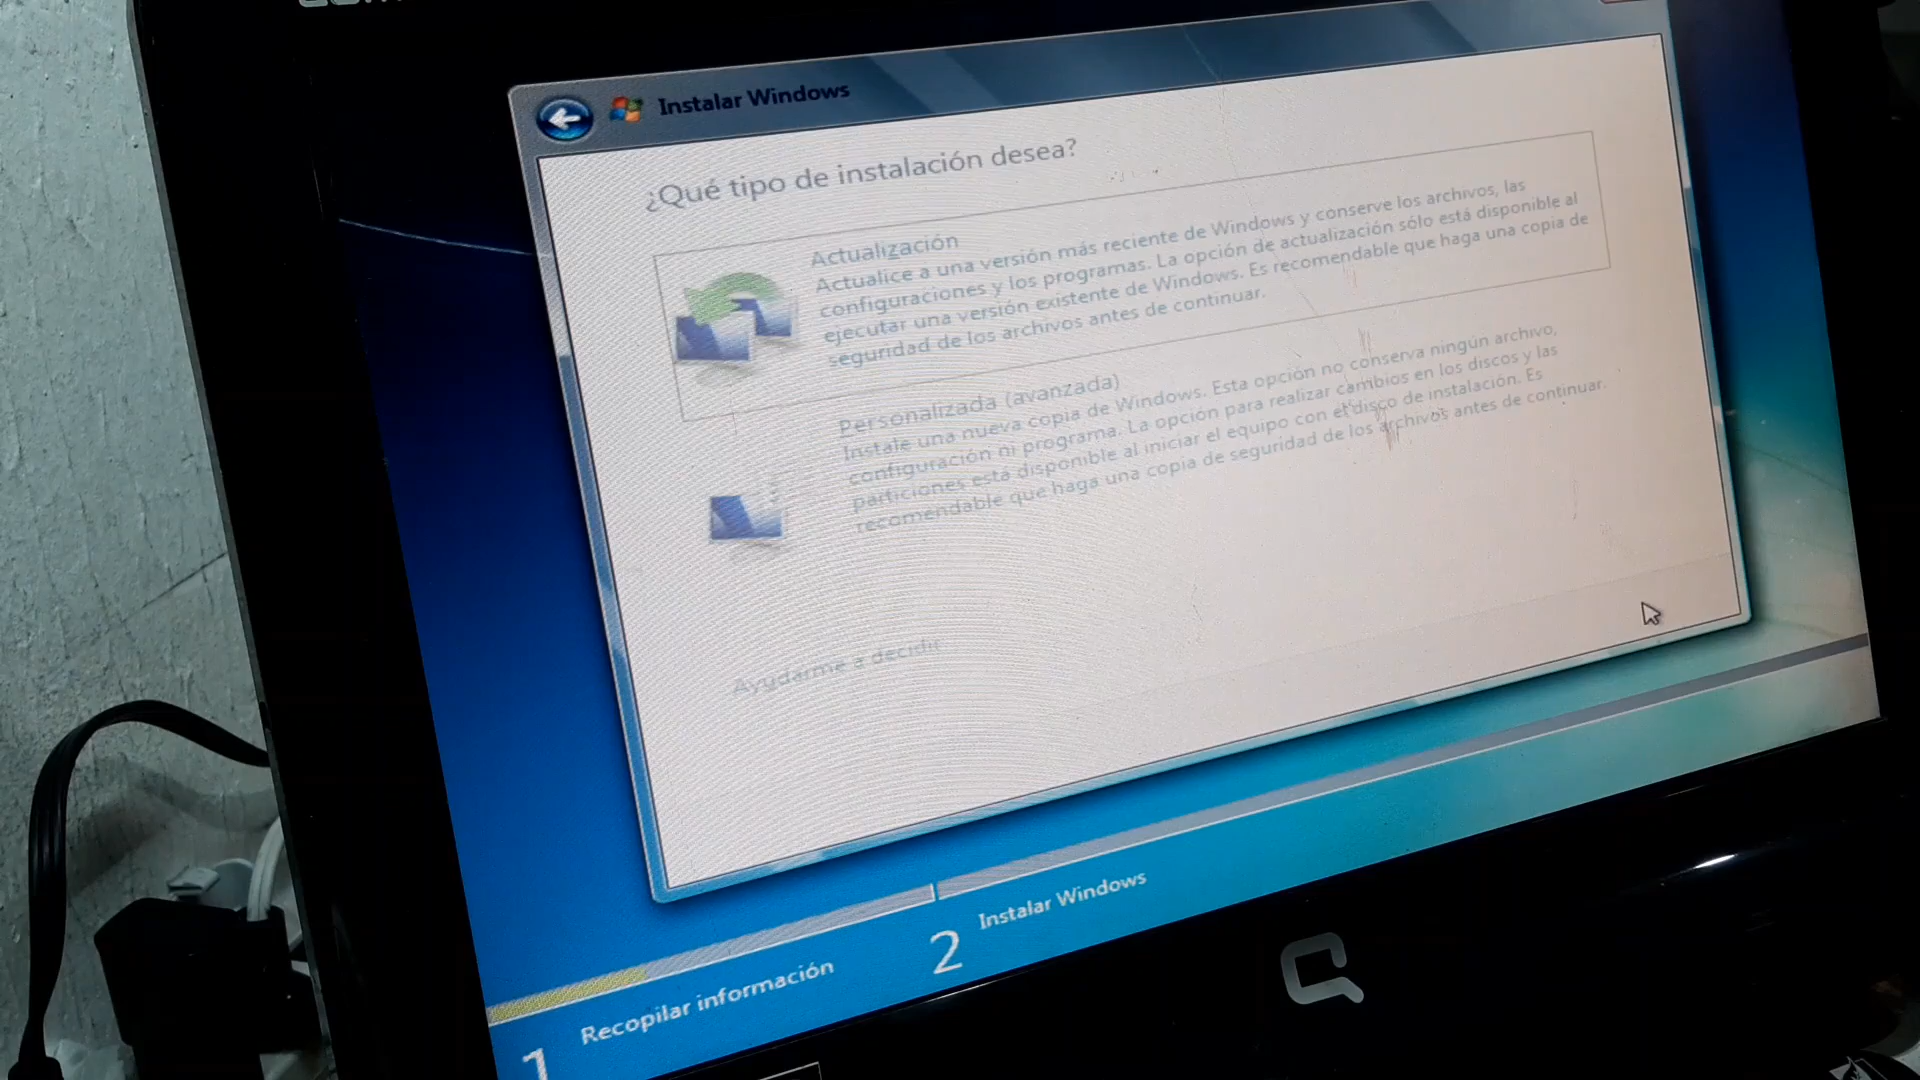 Instalar Windows
¿Qué tipo de instalación desea?
Actualización
Actualice a una versión más reciente de Windows y conserve los archivos, las
configuraciones y los programas. La opción de actualización sólo está disponible al
ejecutar una versión existente de Windows. Es recomendable que haga una copia de
seguridad de los archivos antes de continuar.
Personalizada (avanzada)
Instale una nueva copia de Windows. Esta opción no conserva ningún archivo,
configuración ni programa. La opción para realizar cambios en los discos y las
particiones está disponible al iniciar el equipo con el disco de instalación. Es
recomendable que haga una copia de seguridad de los archivos antes de continuar.
Ayudarme a decidir
1 Recopilar información
2 Instalar Windows